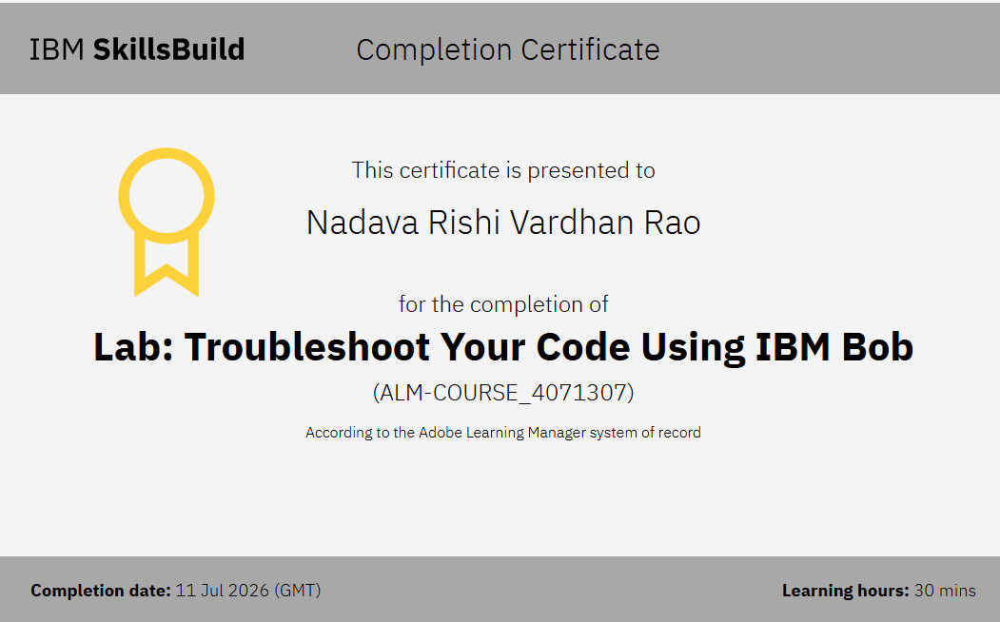 IBM SkillsBuild
Completion Certificate
This certificate is presented to
Nadava Rishi Vardhan Rao
for the completion of
Lab: Troubleshoot Your Code Using IBM Bob
(ALM-COURSE_4071307)
According to the Adobe Learning Manager system of record
Completion date: 11 Jul 2026 (GMT)
Learning hours: 30 mins